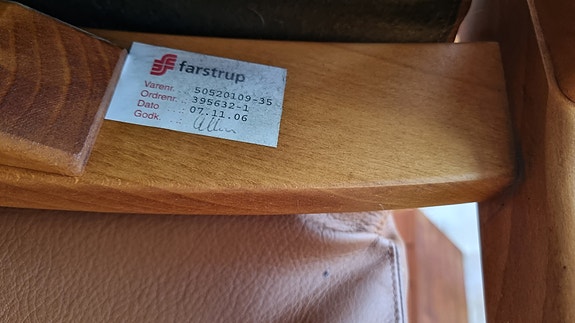 farstrup
Varenr. 50520109-35
Ordrenr. 395632-1
Dato 07.11.06
Godk.